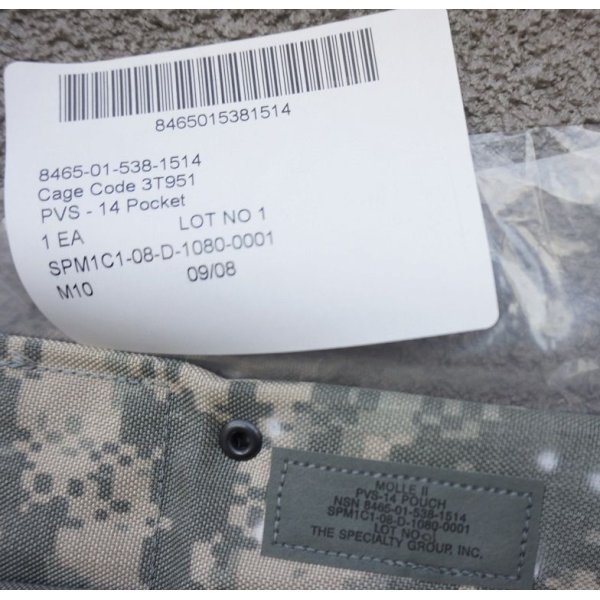 8465015381514
8465-01-538-1514
Cage Code 3T951
PVS - 14 Pocket
1 EA LOT NO 1
SPM1C1-08-D-1080-0001
M10 09/08
MOLLE II
PVS-14 POUCH
NSN 8465-01-538-1514
SPM1C1-08-D-1080-0001
LOT NO
THE SPECIALTY GROUP, INC.